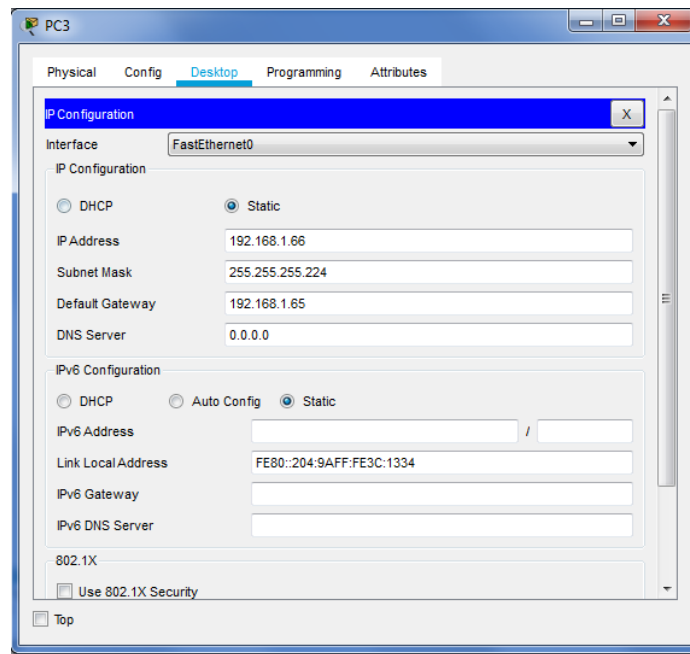 PC3
Physical Config Desktop Programming Attributes
IP Configuration X
Interface FastEthernet0
IP Configuration
DHCP Static
IP Address 192.168.1.66
Subnet Mask 255.255.255.224
Default Gateway 192.168.1.65
DNS Server 0.0.0.0
IPv6 Configuration
DHCP Auto Config Static
IPv6 Address /
Link Local Address FE80::204:9AFF:FE3C:1334
IPv6 Gateway
IPv6 DNS Server
802.1X
Use 802.1X Security
Top